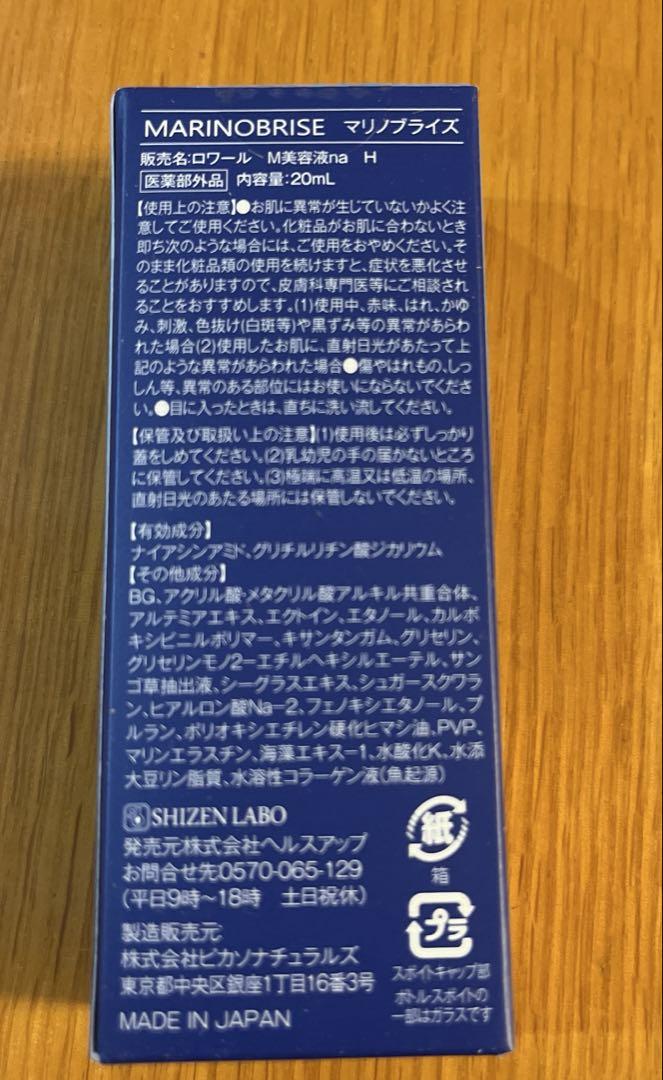 MARINOBRISE マリノブライズ
販売名:ロワール M美容液na H
医薬部外品 内容量:20mL
【使用上の注意】●お肌に異常が生じていないかよく注
意してご使用ください。化粧品がお肌に合わないとき
即ち次のような場合には、ご使用をおやめください。そ
のまま化粧品類の使用を続けますと、症状を悪化させ
ることがありますので、皮膚科専門医等にご相談され
ることをおすすめします。(1)使用中、赤味、はれ、かゆ
み、刺激、色抜け(白斑等)や黒ずみ等の異常があらわ
れた場合(2)使用したお肌に、直射日光があたって上
記のような異常があらわれた場合●傷やはれもの、しっ
しん等、異常のある部位にはお使いにならないでくださ
い。●目に入ったときは、直ちに洗い流してください。
【保管及び取扱い上の注意】(1)使用後は必ずしっかり
蓋をしめてください。(2)乳幼児の手の届かないところ
に保管してください。(3)極端に高温又は低温の場所、
直射日光のあたる場所には保管しないでください。
【有効成分】
ナイアシンアミド、グリチルリチン酸ジカリウム
【その他成分】
BG、アクリル酸・メタクリル酸アルキル共重合体、
アルテミアエキス、エクトイン、エタノール、カルボ
キシビニルポリマー、キサンタンガム、グリセリン、
グリセリンモノ2-エチルヘキシルエーテル、サン
ゴ草抽出液、シーグラスエキス、シュガースクワラ
ン、ヒアルロン酸Na-2、フェノキシエタノール、プ
ルラン、ポリオキシエチレン硬化ヒマシ油、PVP、
マリンエラスチン、海藻エキス-1、水酸化K、水添
大豆リン脂質、水溶性コラーゲン液(魚起源)
SHIZEN LABO
発売元株式会社ヘルスアップ
お問合せ先0570-065-129
(平日9時~18時 土日祝休)
製造販売元
株式会社ピカソナチュラルズ
東京都中央区銀座1丁目16番3号
MADE IN JAPAN
紙
箱
プラ
スポイトキャップ部
ボトル・スポイトの
一部はガラスです